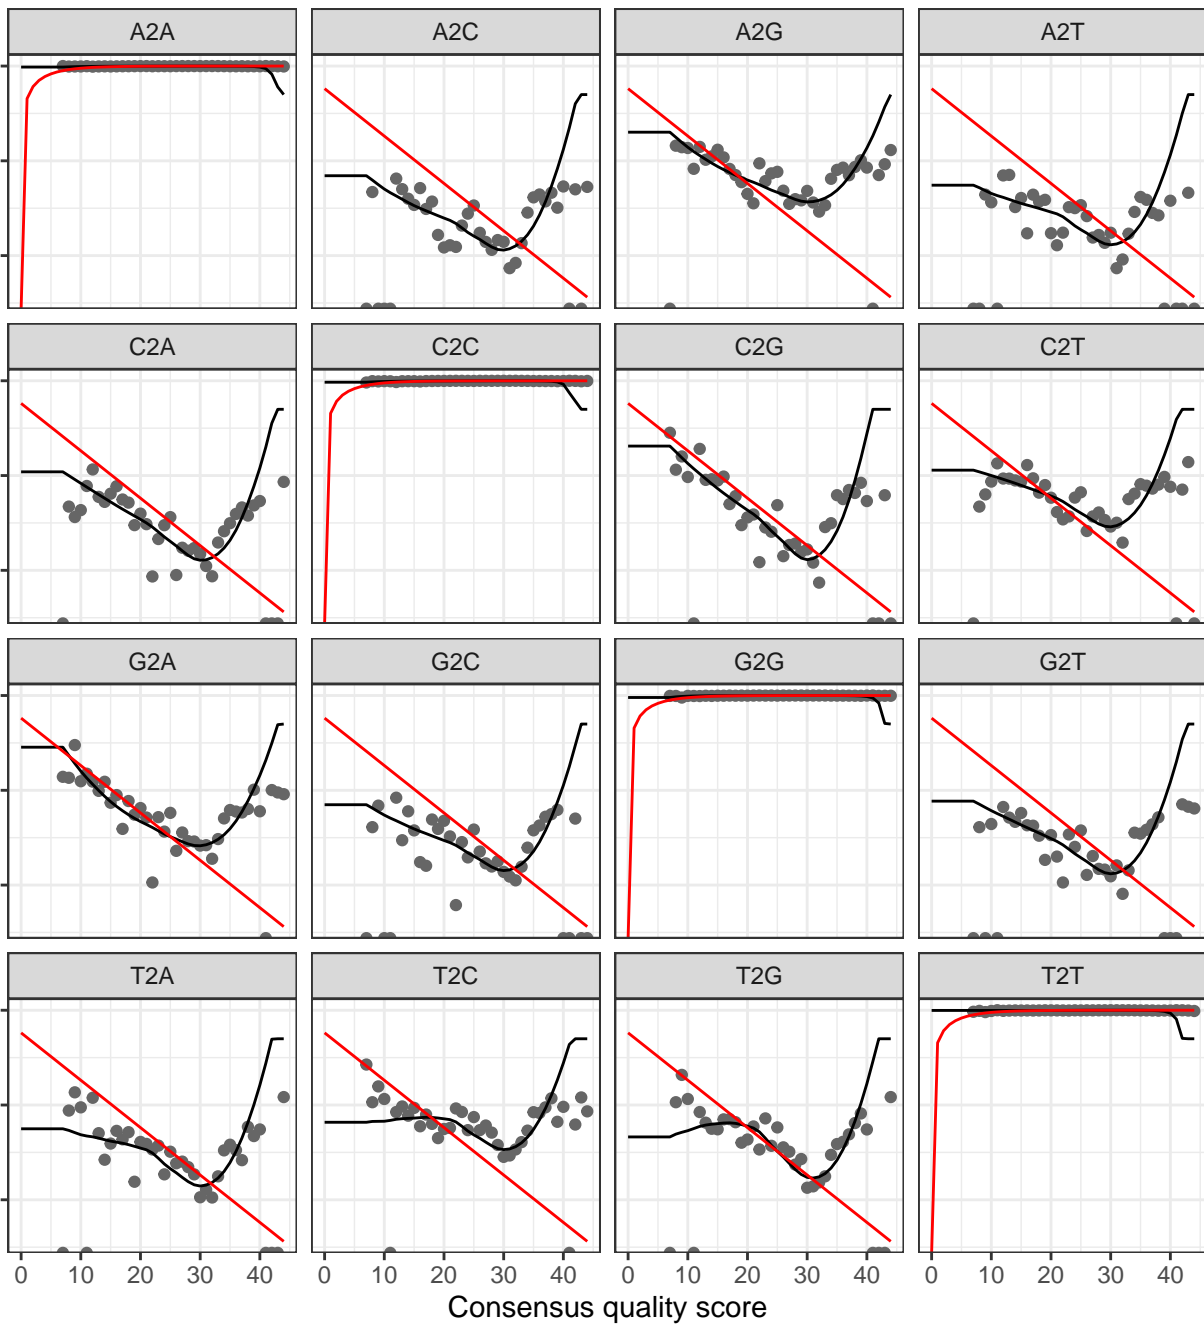 A2A A2C A2G A2T
C2A C2C C2G C2T
G2A G2C G2G G2T
T2A T2C T2G T2T
0 10 20 30 40 0 10 20 30 40 0 10 20 30 40 0 10 20 30 40
Consensus quality score